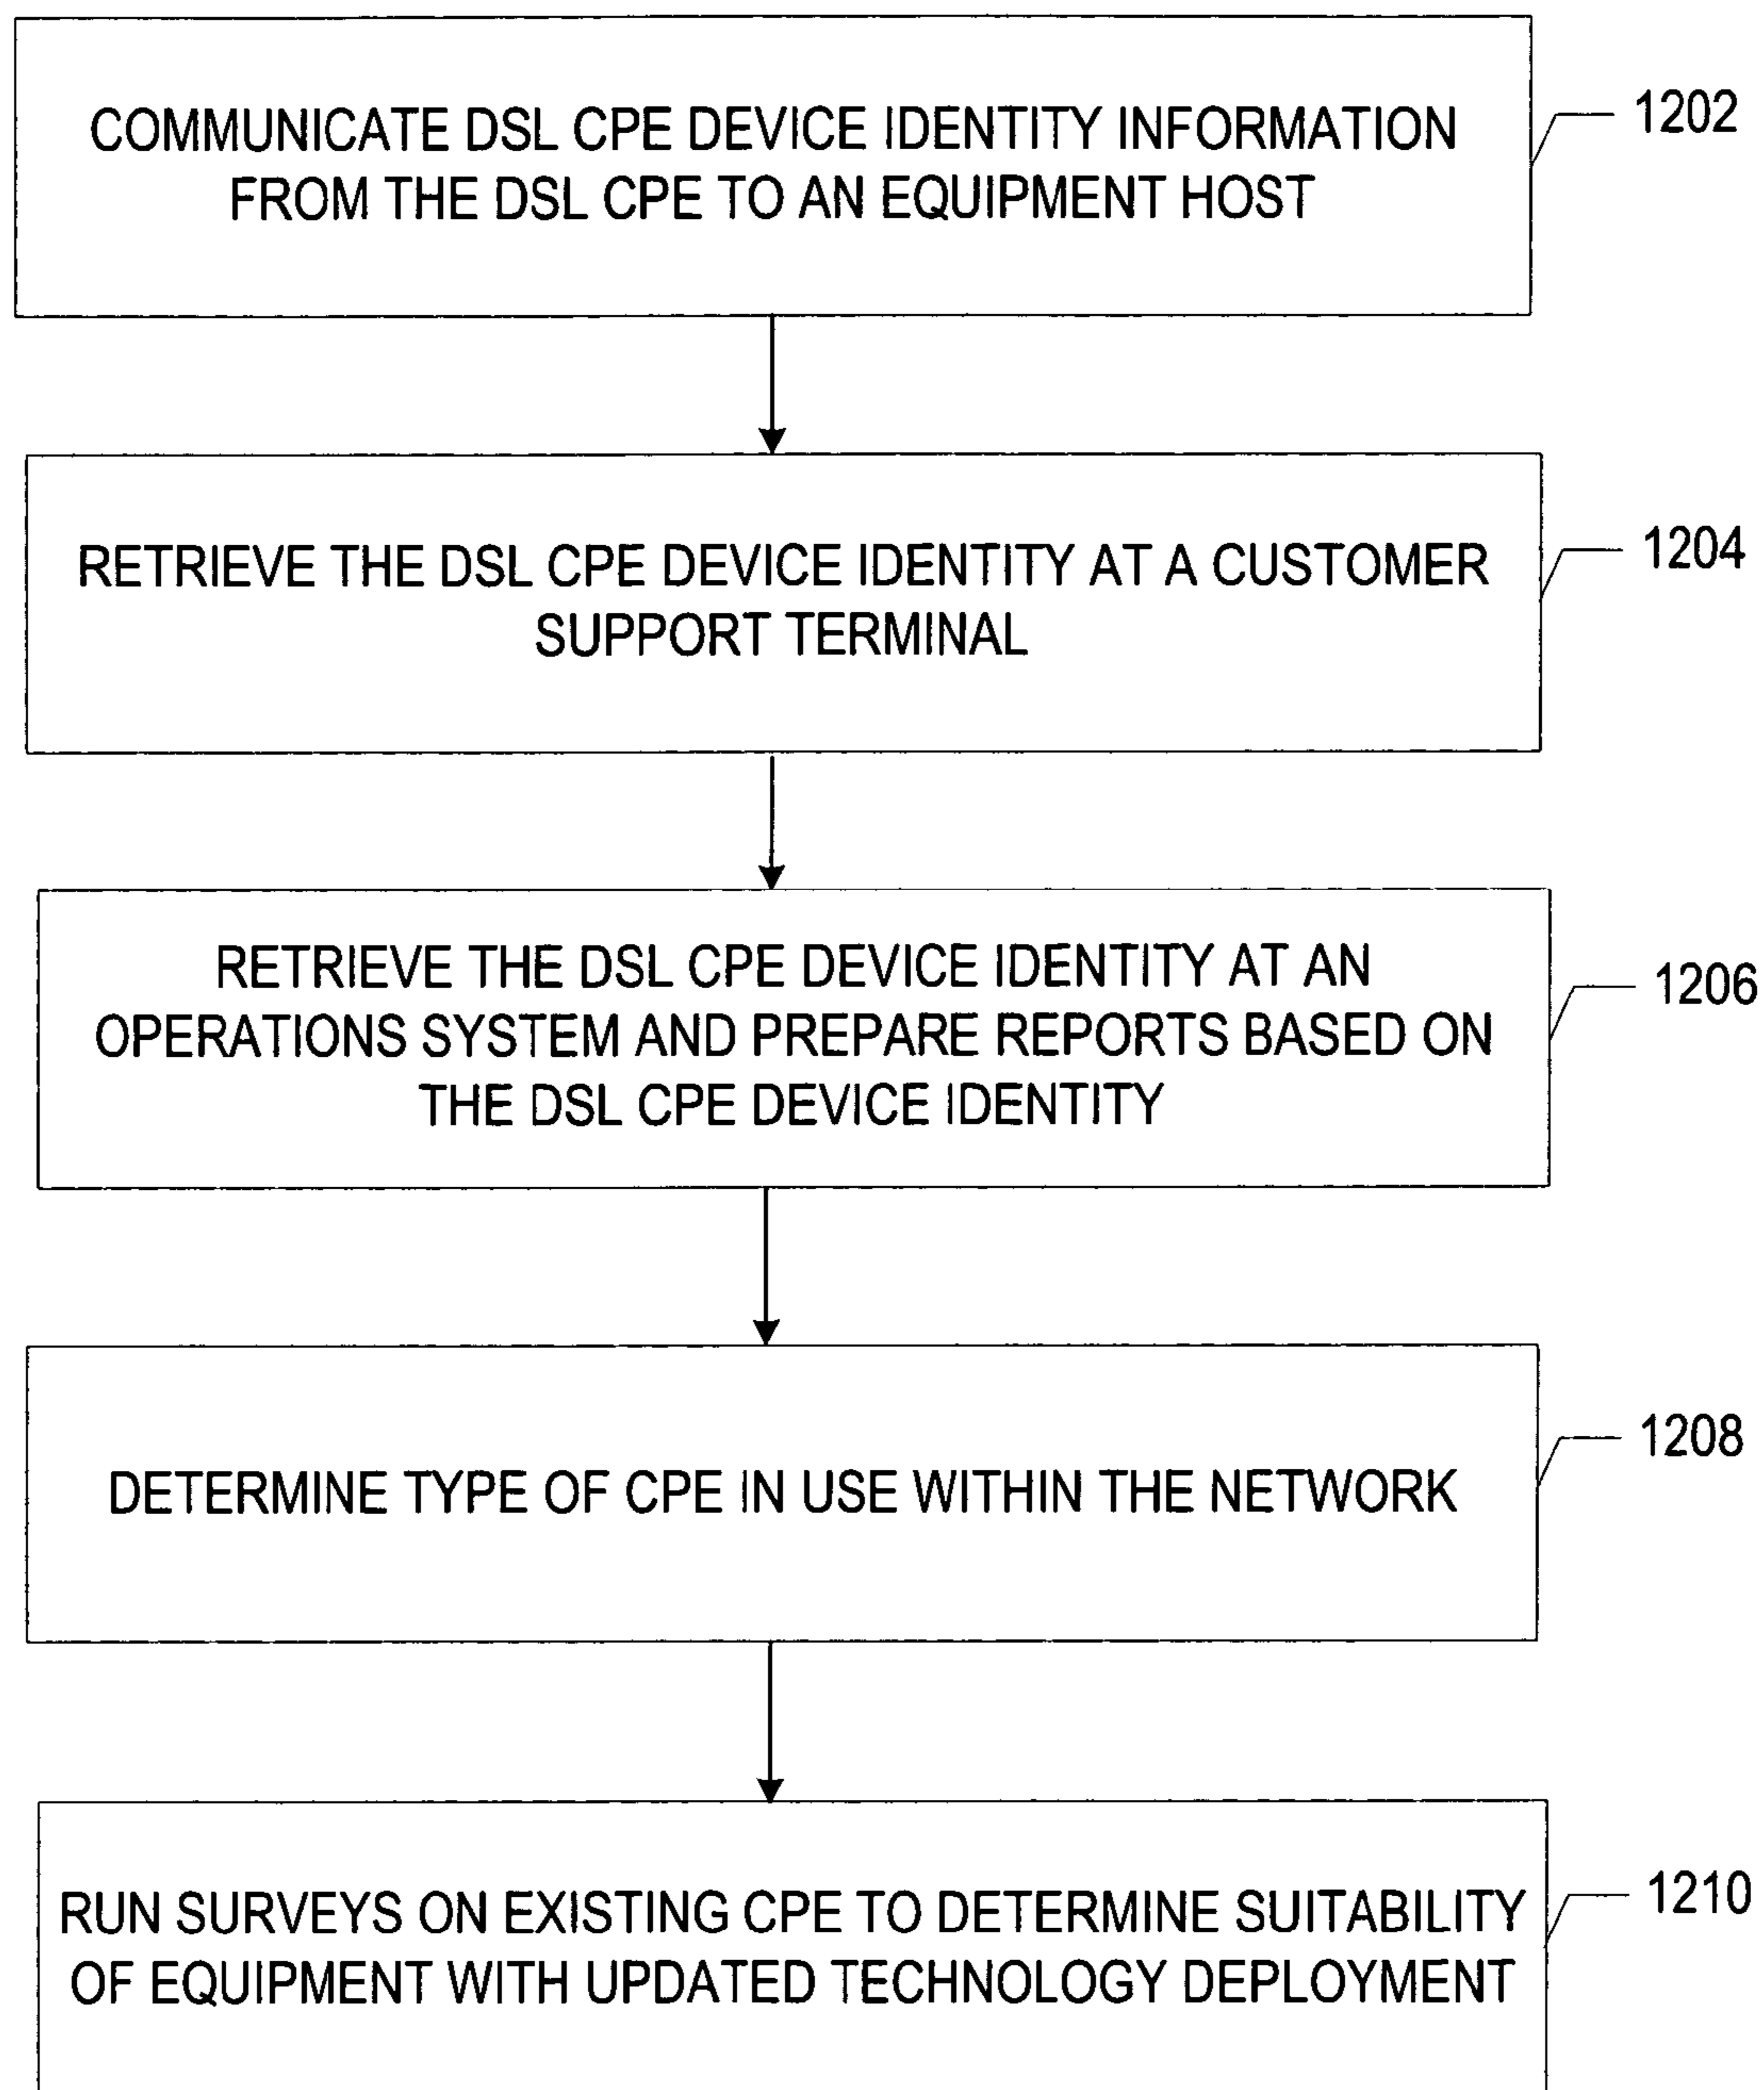 COMMUNICATE DSL CPE DEVICE IDENTITY INFORMATION
FROM THE DSL CPE TO AN EQUIPMENT HOST
1202
RETRIEVE THE DSL CPE DEVICE IDENTITY AT A CUSTOMER
SUPPORT TERMINAL
1204
RETRIEVE THE DSL CPE DEVICE IDENTITY AT AN
OPERATIONS SYSTEM AND PREPARE REPORTS BASED ON
THE DSL CPE DEVICE IDENTITY
1206
DETERMINE TYPE OF CPE IN USE WITHIN THE NETWORK
1208
RUN SURVEYS ON EXISTING CPE TO DETERMINE SUITABILITY
OF EQUIPMENT WITH UPDATED TECHNOLOGY DEPLOYMENT
1210